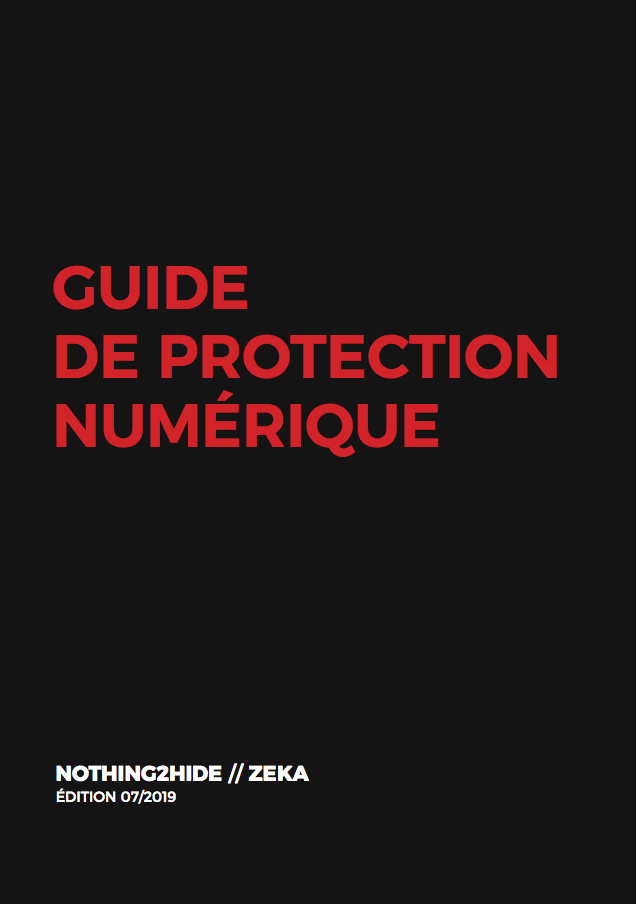 GUIDE
DE PROTECTION
NUMÉRIQUE
NOTHING2HIDE // ZEKA
ÉDITION 07/2019